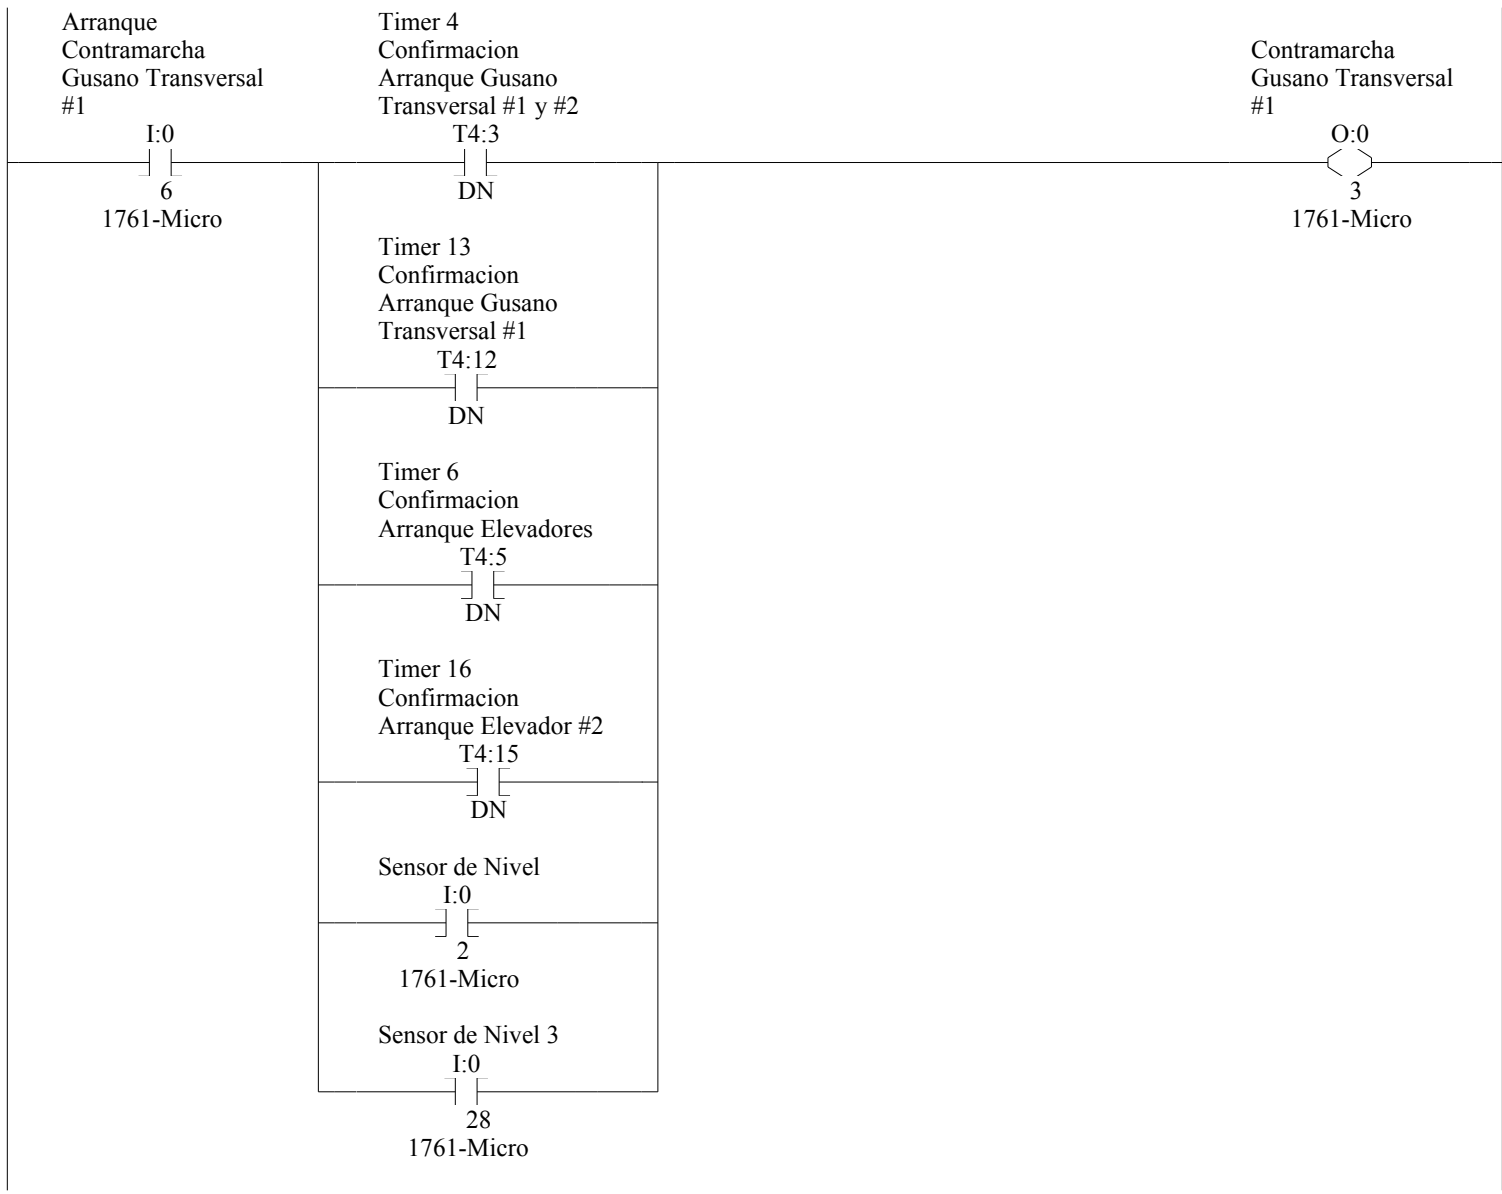 Arranque
Contramarcha
Gusano Transversal
#1
I:0
6
1761-Micro
Timer 4
Confirmacion
Arranque Gusano
Transversal #1 y #2
T4:3
DN
Timer 13
Confirmacion
Arranque Gusano
Transversal #1
T4:12
DN
Timer 6
Confirmacion
Arranque Elevadores
T4:5
DN
Timer 16
Confirmacion
Arranque Elevador #2
T4:15
DN
Sensor de Nivel
I:0
2
1761-Micro
Sensor de Nivel 3
I:0
28
1761-Micro
Contramarcha
Gusano Transversal
#1
O:0
3
1761-Micro